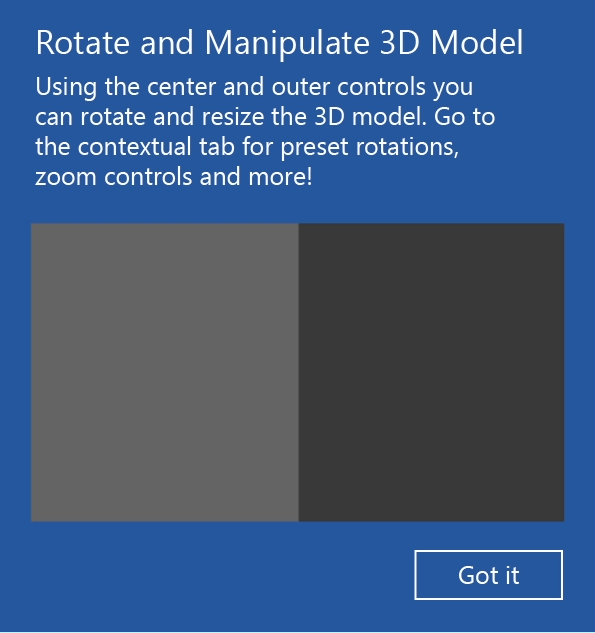 Rotate and Manipulate 3D Model
Using the center and outer controls you
can rotate and resize the 3D model. Go to
the contextual tab for preset rotations,
zoom controls and more!
Got it